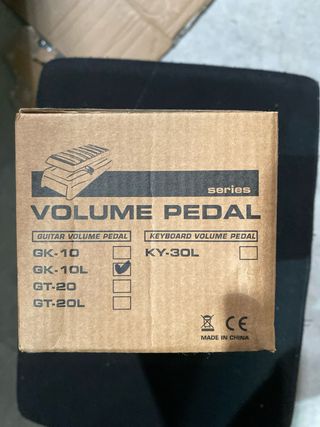 series
VOLUME PEDAL
GUITAR VOLUME PEDAL KEYBOARD VOLUME PEDAL
GK-10 KY-30L
GK-10L
GT-20
GT-20L
CE
MADE IN CHINA